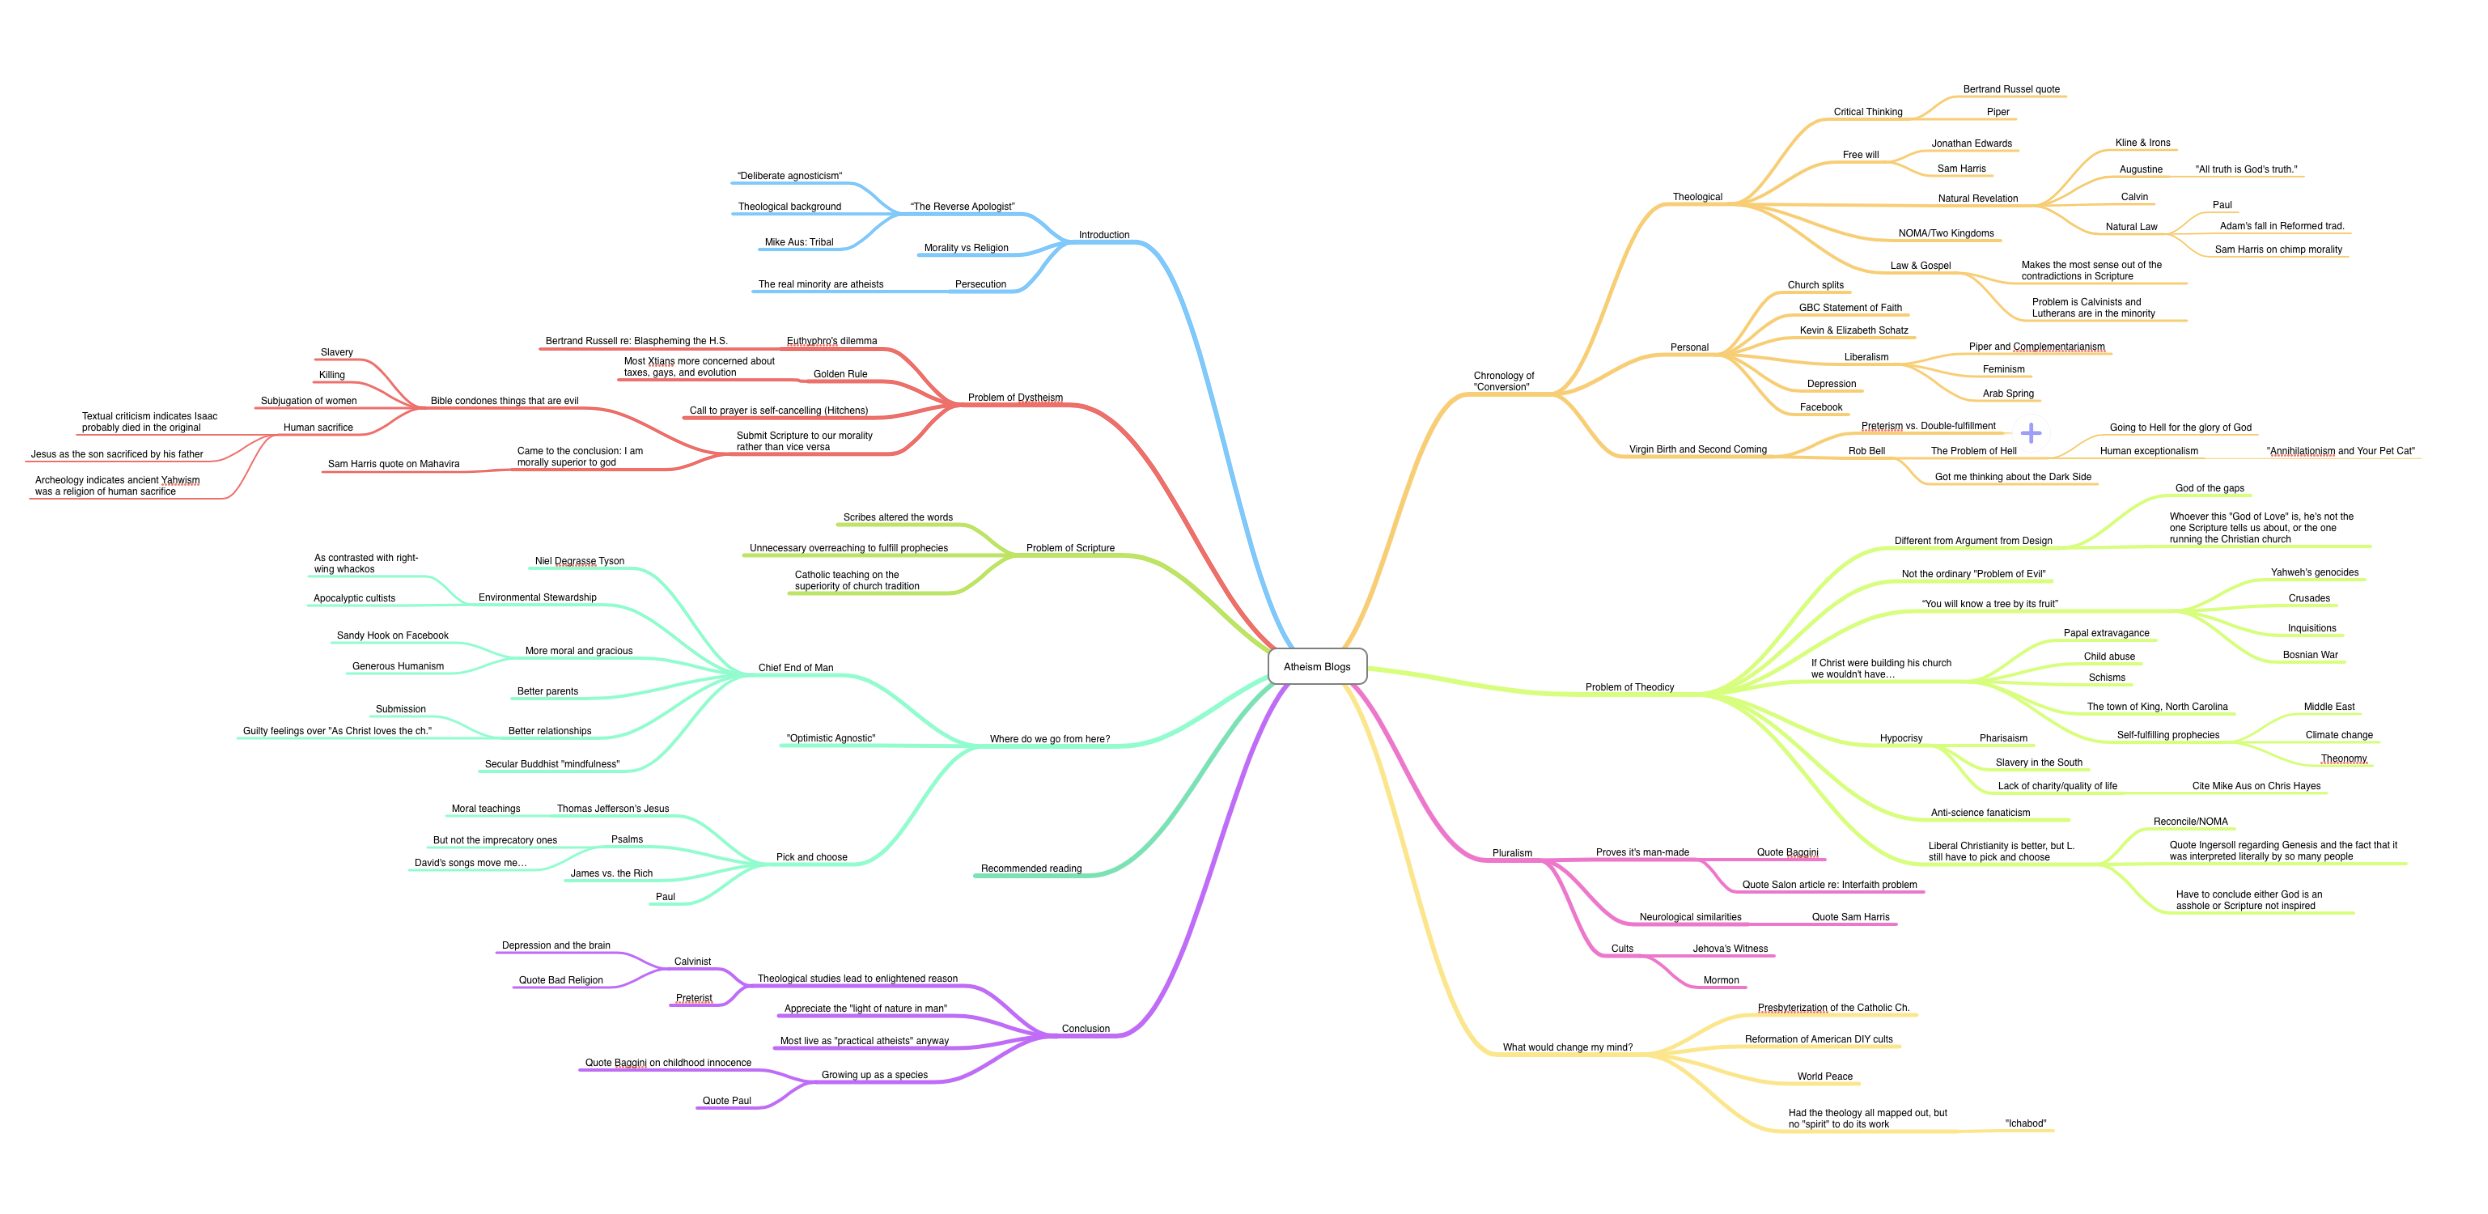 Atheism Blogs
Introduction
“The Reverse Apologist”
"Deliberate agnosticism"
Theological background
Mike Aus: Tribal
Morality vs Religion
Persecution
The real minority are atheists
Problem of Dystheism
Euthyphro's dilemma
Bertrand Russell re: Blaspheming the H.S.
Golden Rule
Most Xtians more concerned about
taxes, gays, and evolution
Call to prayer is self-cancelling (Hitchens)
Submit Scripture to our morality
rather than vice versa
Bible condones things that are evil
Slavery
Killing
Subjugation of women
Human sacrifice
Textual criticism indicates Isaac
probably died in the original
Jesus as the son sacrificed by his father
Archeology indicates ancient Yahwism
was a religion of human sacrifice
Came to the conclusion: I am
morally superior to god
Sam Harris quote on Mahavira
Problem of Scripture
Scribes altered the words
Unnecessary overreaching to fulfill prophecies
Catholic teaching on the
superiority of church tradition
Where do we go from here?
Chief End of Man
Niel Degrasse Tyson
Environmental Stewardship
As contrasted with right-
wing whackos
Apocalyptic cultists
More moral and gracious
Sandy Hook on Facebook
Generous Humanism
Better parents
Better relationships
Submission
Guilty feelings over "As Christ loves the ch."
Secular Buddhist "mindfulness"
"Optimistic Agnostic"
Pick and choose
Thomas Jefferson's Jesus
Moral teachings
Psalms
But not the imprecatory ones
David's songs move me…
James vs. the Rich
Paul
Recommended reading
Conclusion
Theological studies lead to enlightened reason
Calvinist
Depression and the brain
Quote Bad Religion
Preterist
Appreciate the "light of nature in man"
Most live as "practical atheists" anyway
Growing up as a species
Quote Baggini on childhood innocence
Quote Paul
Chronology of
"Conversion"
Theological
Critical Thinking
Bertrand Russel quote
Piper
Free will
Jonathan Edwards
Sam Harris
Natural Revelation
Kline & Irons
Augustine
"All truth is God's truth."
Calvin
Natural Law
Paul
Adam's fall in Reformed trad.
Sam Harris on chimp morality
NOMA/Two Kingdoms
Law & Gospel
Makes the most sense out of the
contradictions in Scripture
Problem is Calvinists and
Lutherans are in the minority
Personal
Church splits
GBC Statement of Faith
Kevin & Elizabeth Schatz
Liberalism
Piper and Complementarianism
Feminism
Arab Spring
Depression
Facebook
Virgin Birth and Second Coming
Preterism vs. Double-fulfillment
Rob Bell
The Problem of Hell
Going to Hell for the glory of God
Human exceptionalism
"Annihilationism and Your Pet Cat"
Got me thinking about the Dark Side
Problem of Theodicy
Different from Argument from Design
God of the gaps
Whoever this "God of Love" is, he's not the
one Scripture tells us about, or the one
running the Christian church
Not the ordinary "Problem of Evil"
“You will know a tree by its fruit”
Yahweh's genocides
Crusades
Inquisitions
Bosnian War
If Christ were building his church
we wouldn't have…
Papal extravagance
Child abuse
Schisms
The town of King, North Carolina
Self-fulfilling prophecies
Middle East
Climate change
Theonomy
Hypocrisy
Pharisaism
Slavery in the South
Lack of charity/quality of life
Cite Mike Aus on Chris Hayes
Anti-science fanaticism
Liberal Christianity is better, but L.
still have to pick and choose
Reconcile/NOMA
Quote Ingersoll regarding Genesis and the fact that it
was interpreted literally by so many people
Have to conclude either God is an
asshole or Scripture not inspired
Pluralism
Proves it's man-made
Quote Baggini
Quote Salon article re: Interfaith problem
Neurological similarities
Quote Sam Harris
Cults
Jehova's Witness
Mormon
What would change my mind?
Presbyterization of the Catholic Ch.
Reformation of American DIY cults
World Peace
Had the theology all mapped out, but
no "spirit" to do its work
"Ichabod"